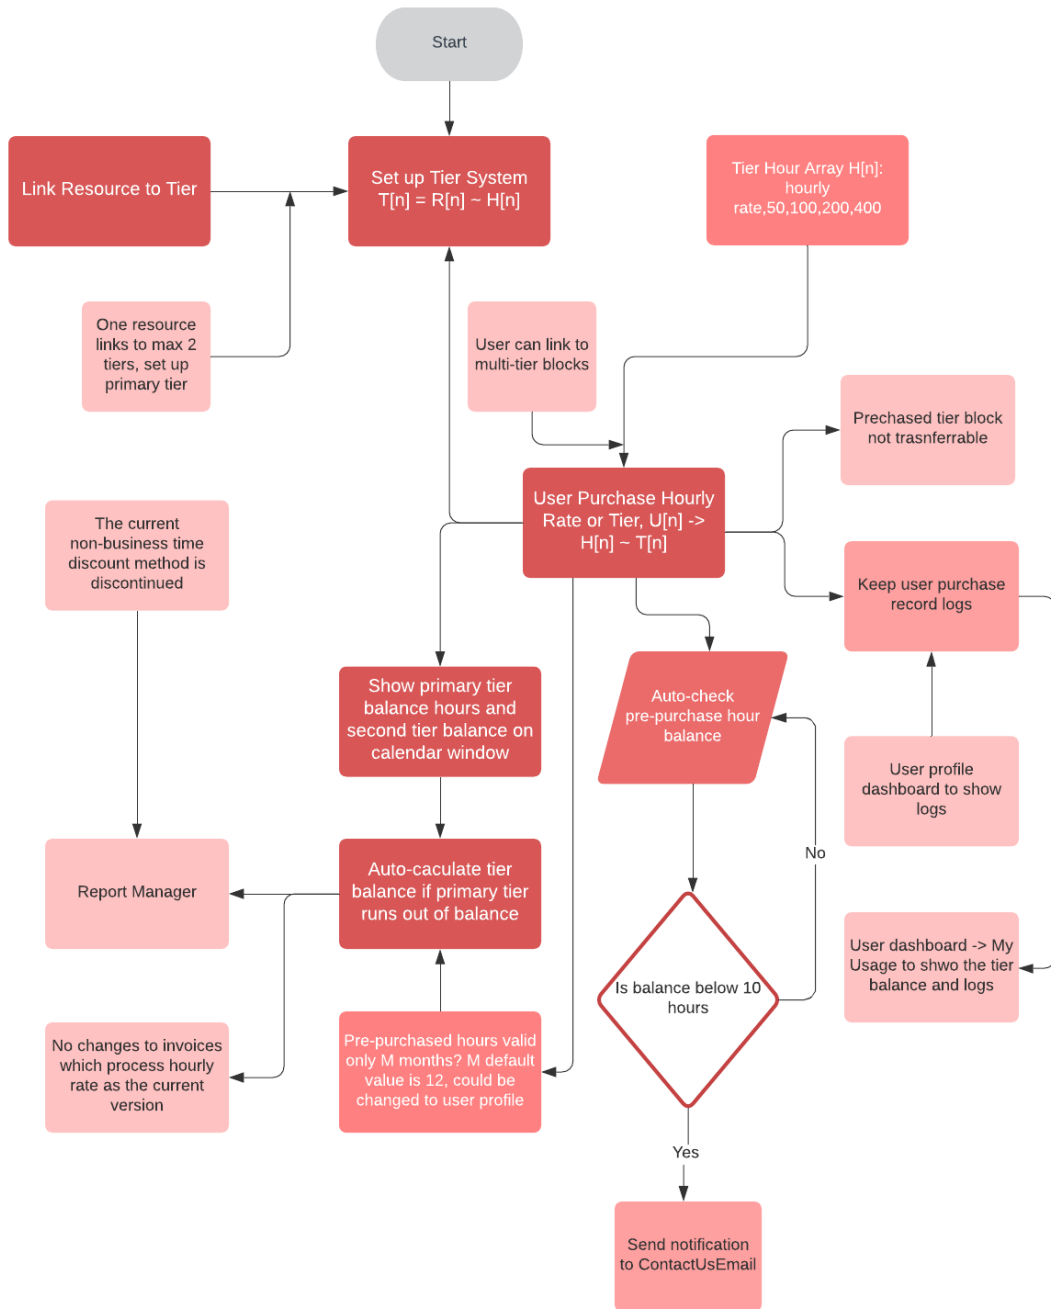 Start
Link Resource to Tier
Set up Tier System
T[n] = R[n] ~ H[n]
Tier Hour Array H[n]:
hourly
rate,50,100,200,400
One resource
links to max 2
tiers, set up
primary tier
User can link to
multi-tier blocks
Prechased tier block
not trasnferrable
User Purchase Hourly
Rate or Tier, U[n] ->
H[n] ~ T[n]
The current
non-business time
discount method is
discontinued
Keep user purchase
record logs
Show primary tier
balance hours and
second tier balance on
calendar window
Auto-check
pre-purchase hour
balance
User profile
dashboard to show
logs
No
Report Manager
Auto-caculate tier
balance if primary tier
runs out of balance
User dashboard -> My
Usage to shwo the tier
balance and logs
Is balance below 10
hours
No changes to invoices
which process hourly
rate as the current
version
Pre-purchased hours valid
only M months? M default
value is 12, could be
changed to user profile
Yes
Send notification
to ContactUsEmail